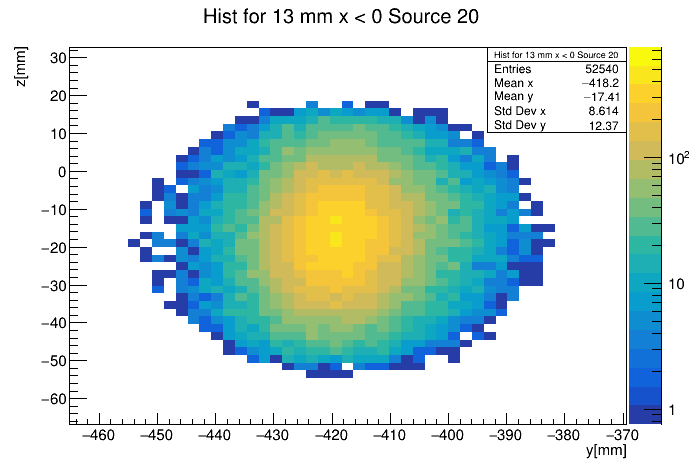 Hist for 13 mm x < 0 Source 20
z[mm]
Hist for 13 mm x < 0 Source 20
Entries 52540
Mean x −418.2
Mean y −17.41
Std Dev x 8.614
Std Dev y 12.37
30
20
10
0
−10
−20
−30
−40
−50
−60
10²
10
1
−460 −450 −440 −430 −420 −410 −400 −390 −380 −370
y[mm]